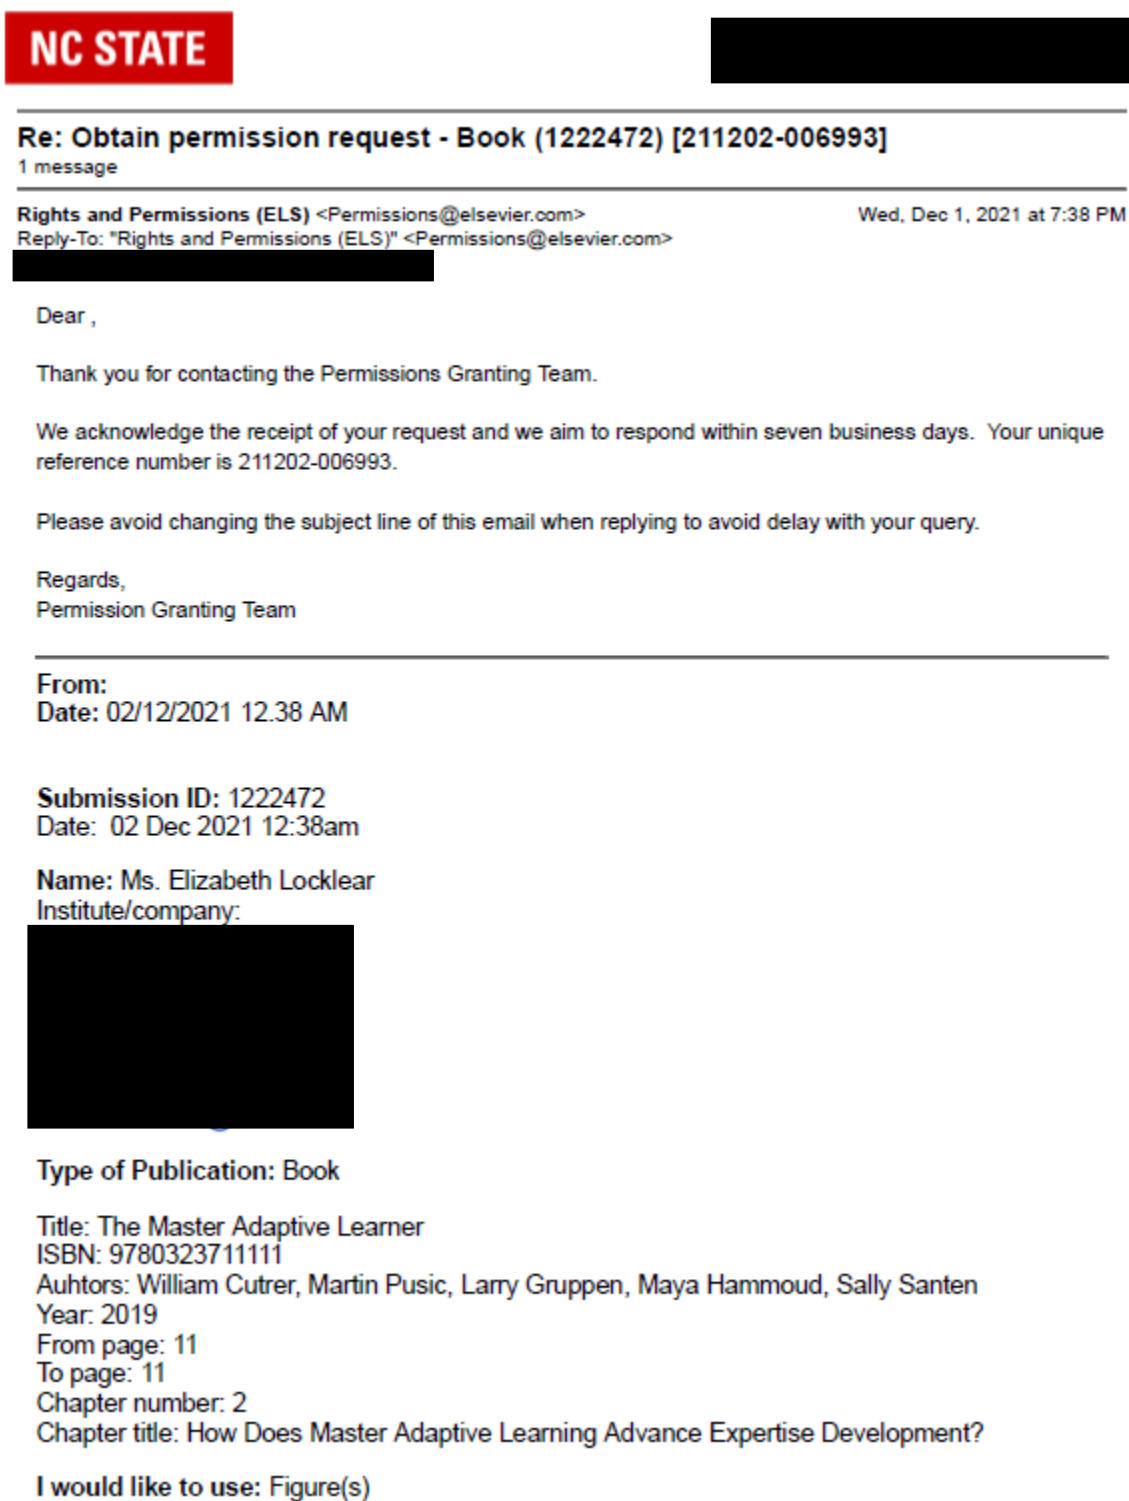 NC STATE
Re: Obtain permission request - Book (1222472) [211202-006993]
1 message
Rights and Permissions (ELS) <Permissions@elsevier.com> Wed, Dec 1, 2021 at 7:38 PM
Reply-To: "Rights and Permissions (ELS)" <Permissions@elsevier.com>
Dear ,
Thank you for contacting the Permissions Granting Team.
We acknowledge the receipt of your request and we aim to respond within seven business days.  Your unique
reference number is 211202-006993.
Please avoid changing the subject line of this email when replying to avoid delay with your query.
Regards,
Permission Granting Team
From:
Date: 02/12/2021 12.38 AM
Submission ID: 1222472
Date:  02 Dec 2021 12:38am
Name: Ms. Elizabeth Locklear
Institute/company:
Type of Publication: Book
Title: The Master Adaptive Learner
ISBN: 9780323711111
Auhtors: William Cutrer, Martin Pusic, Larry Gruppen, Maya Hammoud, Sally Santen
Year: 2019
From page: 11
To page: 11
Chapter number: 2
Chapter title: How Does Master Adaptive Learning Advance Expertise Development?
I would like to use: Figure(s)